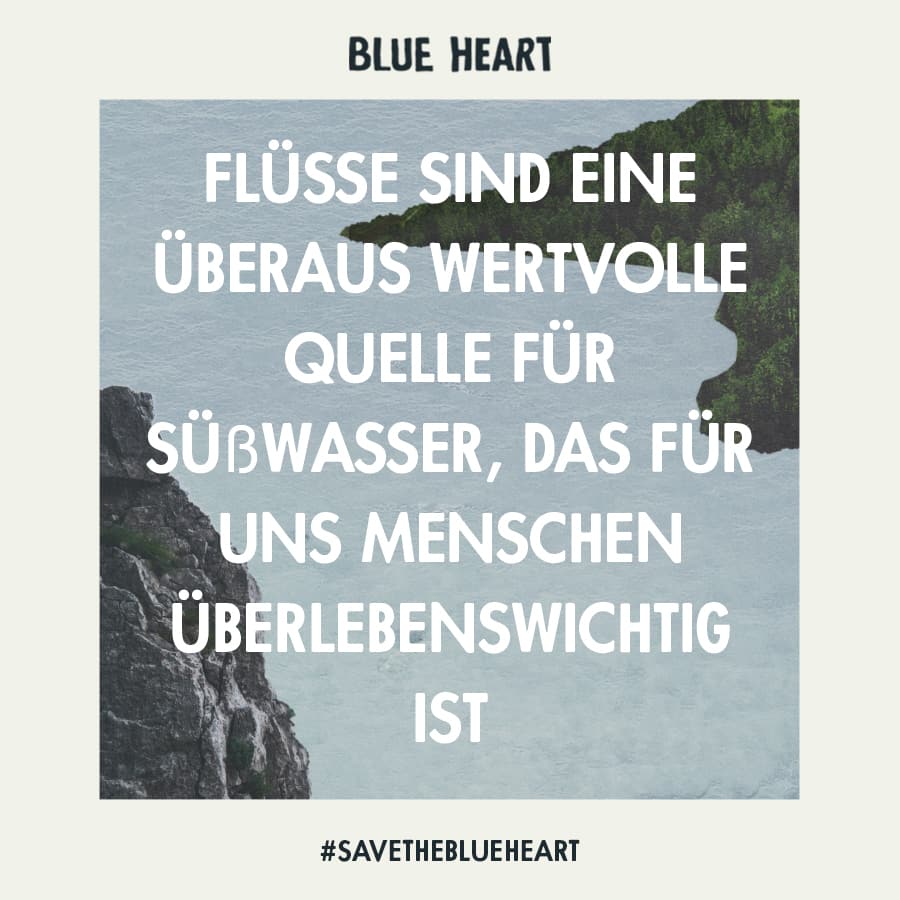 BLUE HEART
FLÜSSE SIND EINE
ÜBERAUS WERTVOLLE
QUELLE FÜR
SÜßWASSER, DAS FÜR
UNS MENSCHEN
ÜBERLEBENSWICHTIG
IST
#SAVETHEBLUEHEART